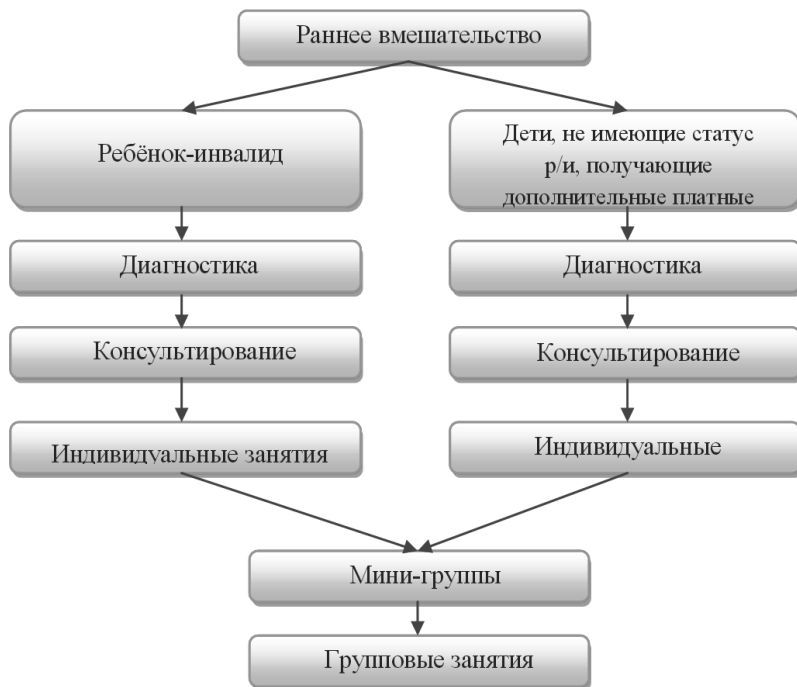 Раннее вмешательство
Ребёнок-инвалид
Дети, не имеющие статус
р/и, получающие
дополнительные платные
Диагностика
Диагностика
Консультирование
Консультирование
Индивидуальные занятия
Индивидуальные
Мини-группы
Групповые занятия